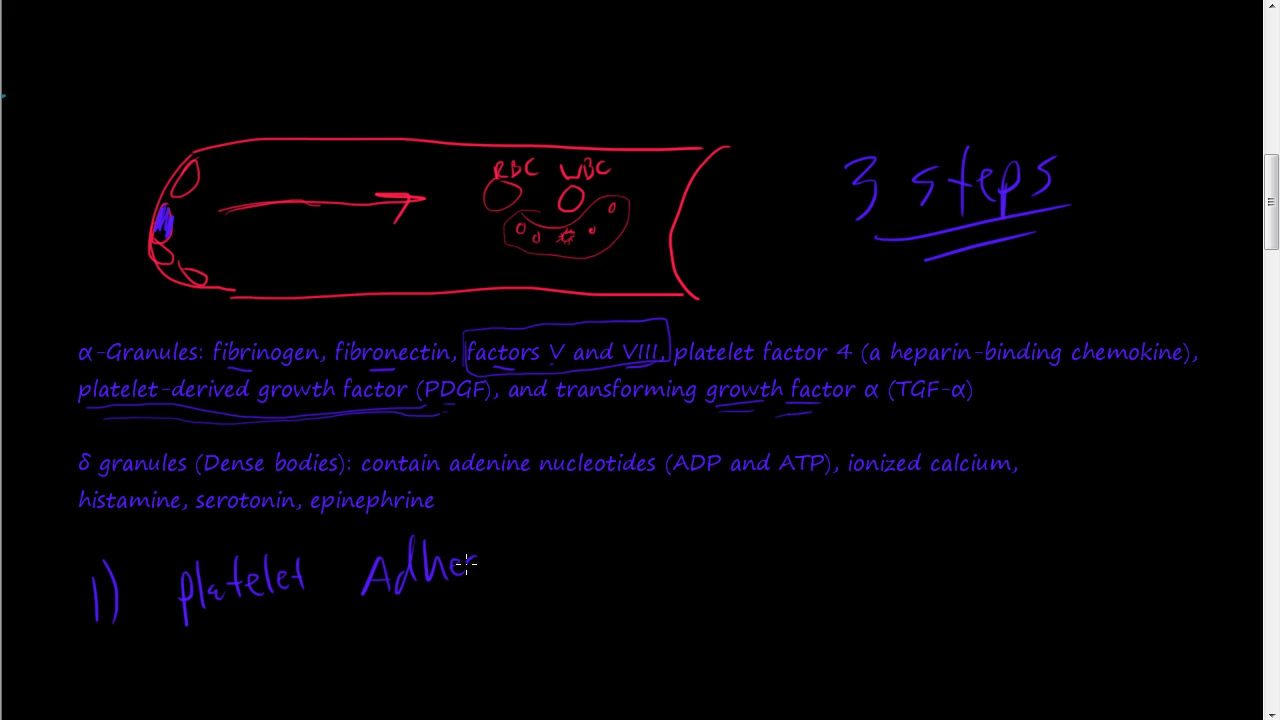 RBC WBC
3 steps
α-Granules: fibrinogen, fibronectin, factors V and VIII, platelet factor 4 (a heparin-binding chemokine),
platelet-derived growth factor (PDGF), and transforming growth factor α (TGF-α)
δ granules (Dense bodies): contain adenine nucleotides (ADP and ATP), ionized calcium,
histamine, serotonin, epinephrine
1) Platelet Adher